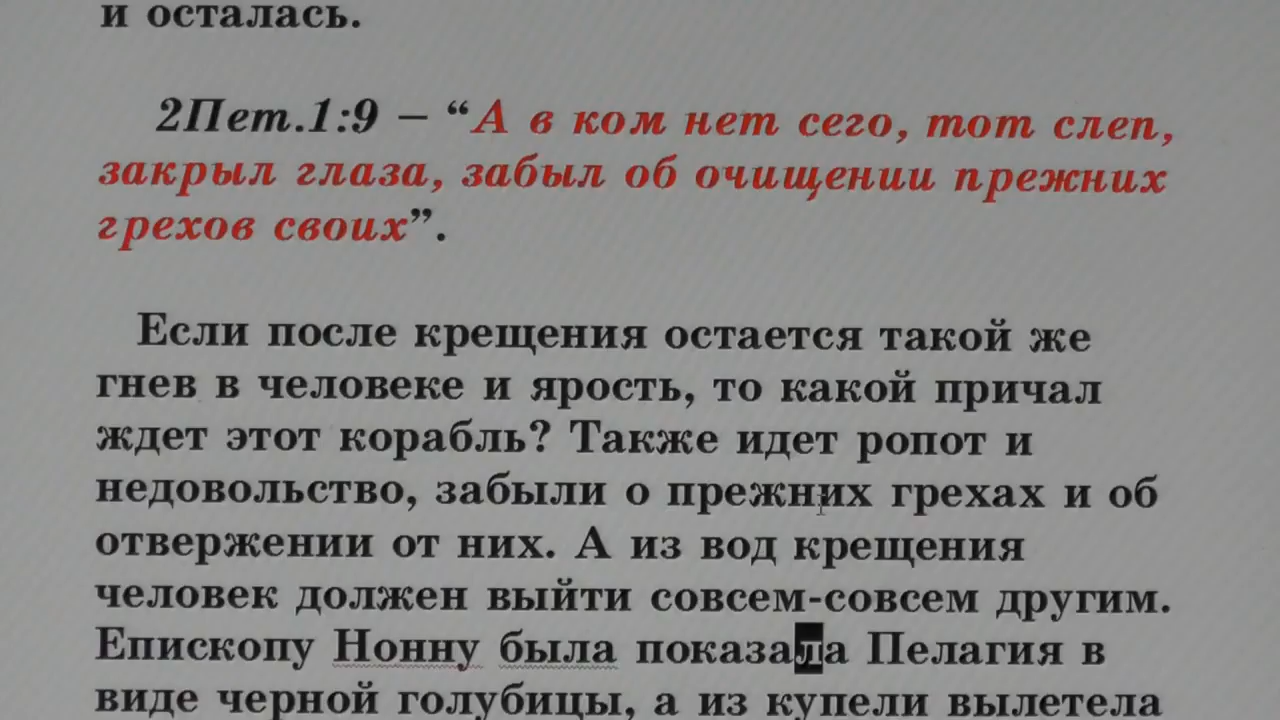 и осталась.
2Пет.1:9 – “А в ком нет сего, тот слеп,
закрыл глаза, забыл об очищении прежних
грехов своих”.
Если после крещения остается такой же
гнев в человеке и ярость, то какой причал
ждет этот корабль? Также идет ропот и
недовольство, забыли о прежних грехах и об
отвержении от них. А из вод крещения
человек должен выйти совсем-совсем другим.
Епископу Нонну была показала Пелагия в
виде черной голубицы, а из купели вылетела